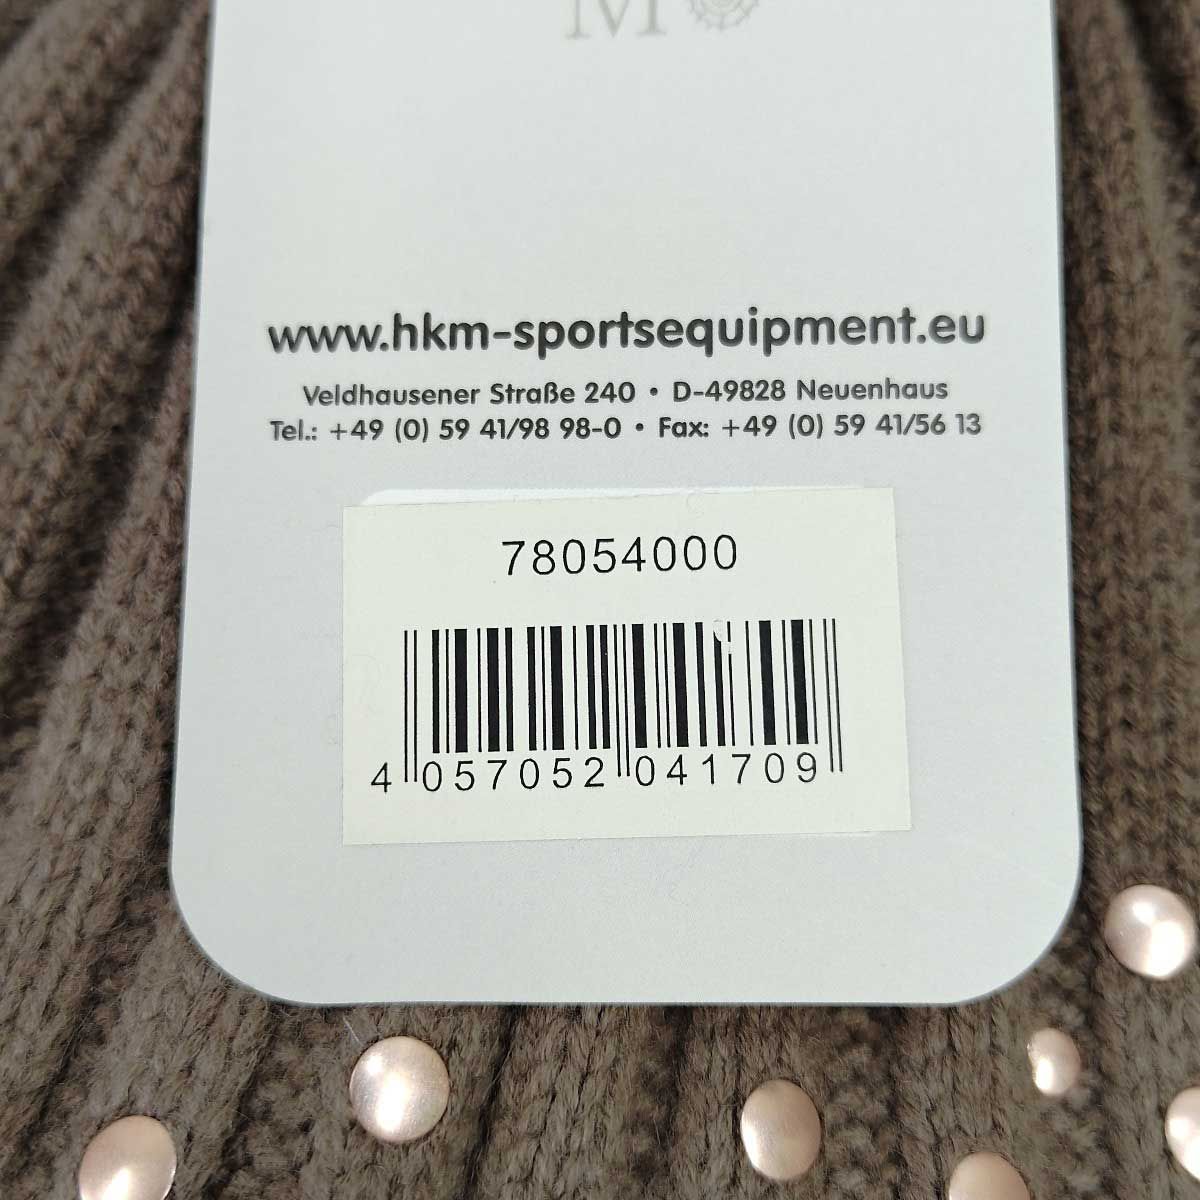 M
www.hkm-sportsequipment.eu
Veldhausener Straße 240 • D-49828 Neuenhaus
Tel.: +49 (0) 59 41/98 98-0 • Fax: +49 (0) 59 41/56 13
78054000
4 057052 041709